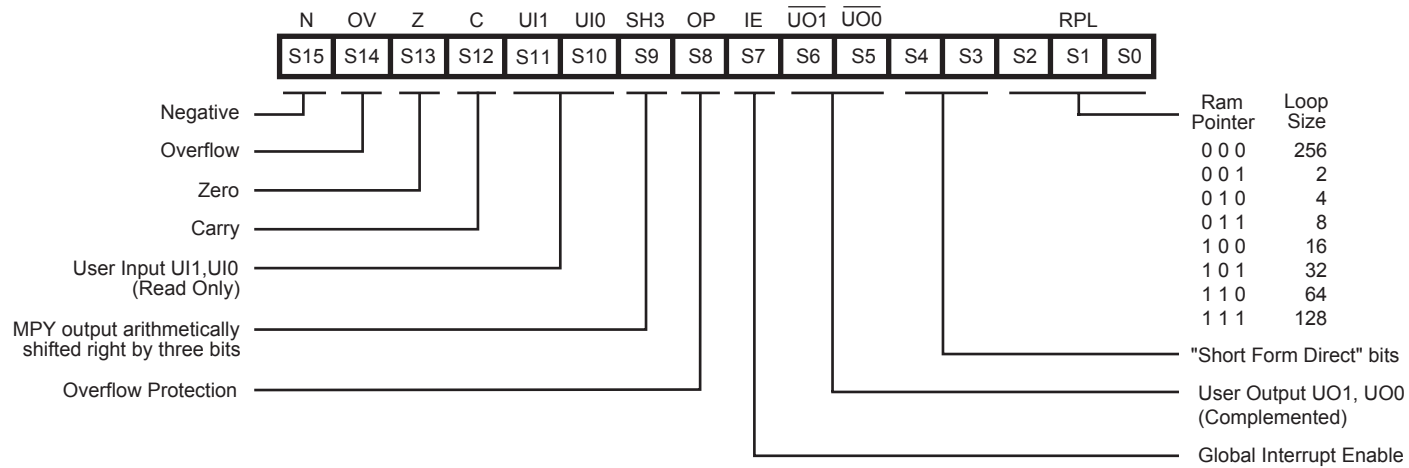 N OV Z C UI1 UI0 SH3 OP IE UO1 UO0 RPL
S15 S14 S13 S12 S11 S10 S9 S8 S7 S6 S5 S4 S3 S2 S1 S0
Negative
Overflow
Zero
Carry
User Input UI1,UI0
(Read Only)
MPY output arithmetically
shifted right by three bits
Overflow Protection
Ram Loop
Pointer Size
0 0 0 256
0 0 1 2
0 1 0 4
0 1 1 8
1 0 0 16
1 0 1 32
1 1 0 64
1 1 1 128
"Short Form Direct" bits
User Output UO1, UO0
(Complemented)
Global Interrupt Enable